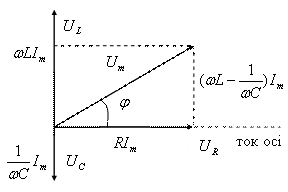 U_L
ωLI_m
U_m
(ωL − 1/ωC)I_m
φ
RI_m
U_R
ток осі
1/ωC I_m
U_C